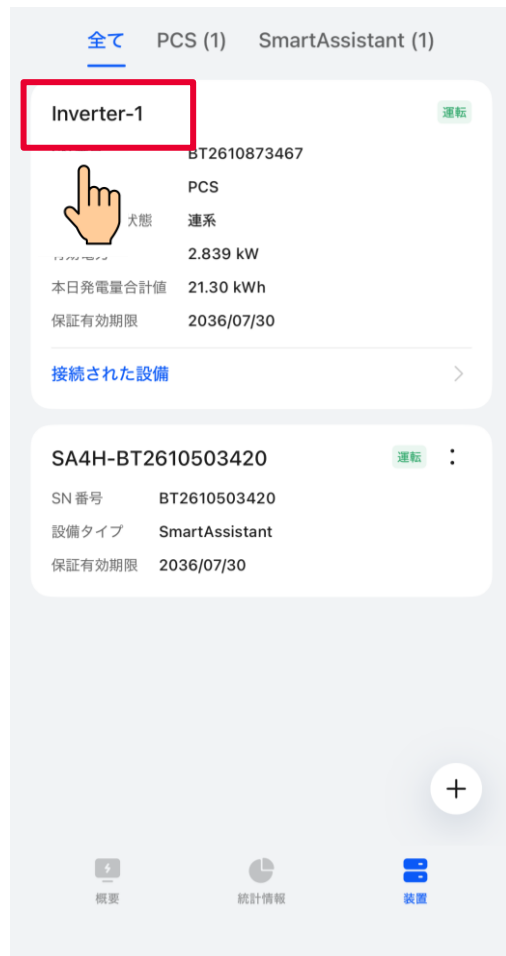 全て PCS (1) SmartAssistant (1)
Inverter-1 運転
BT2610873467
PCS
状態 連系
2.839 kW
本日発電量合計値 21.30 kWh
保証有効期限 2036/07/30
接続された設備
SA4H-BT2610503420 運転
SN 番号 BT2610503420
設備タイプ SmartAssistant
保証有効期限 2036/07/30
概要 統計情報 装置